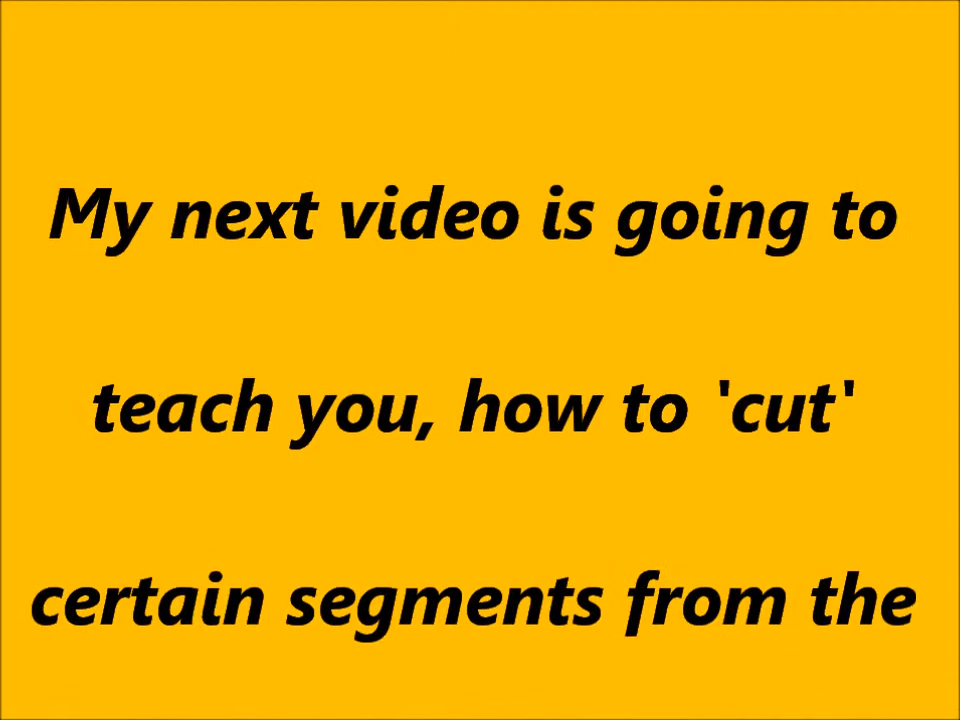 My next video is going to
teach you, how to 'cut'
certain segments from the